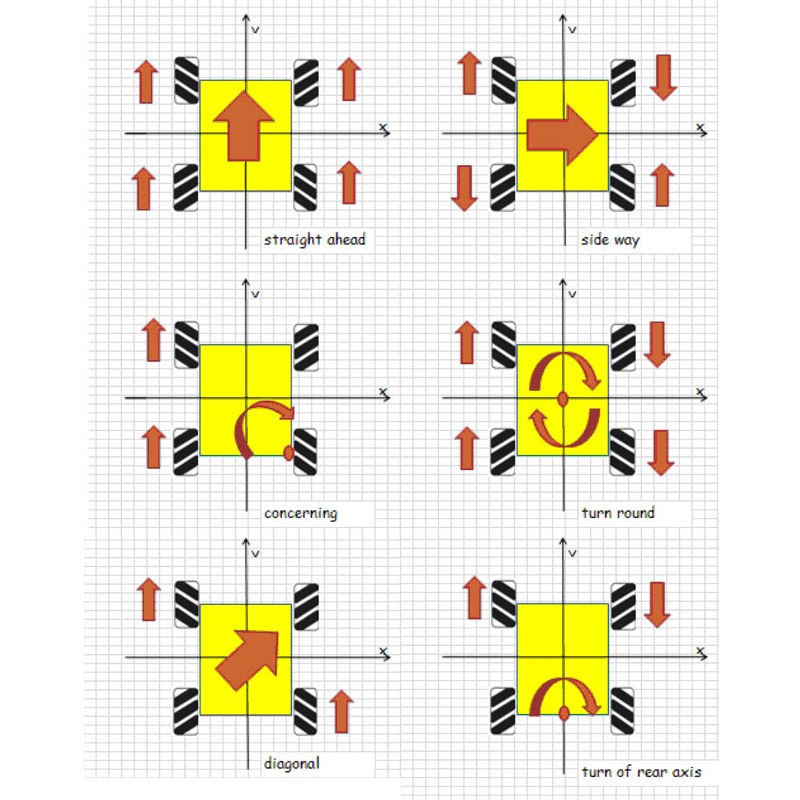 v
x
straight ahead
v
x
side way
v
x
concerning
v
x
turn round
v
x
diagonal
v
x
turn of rear axis